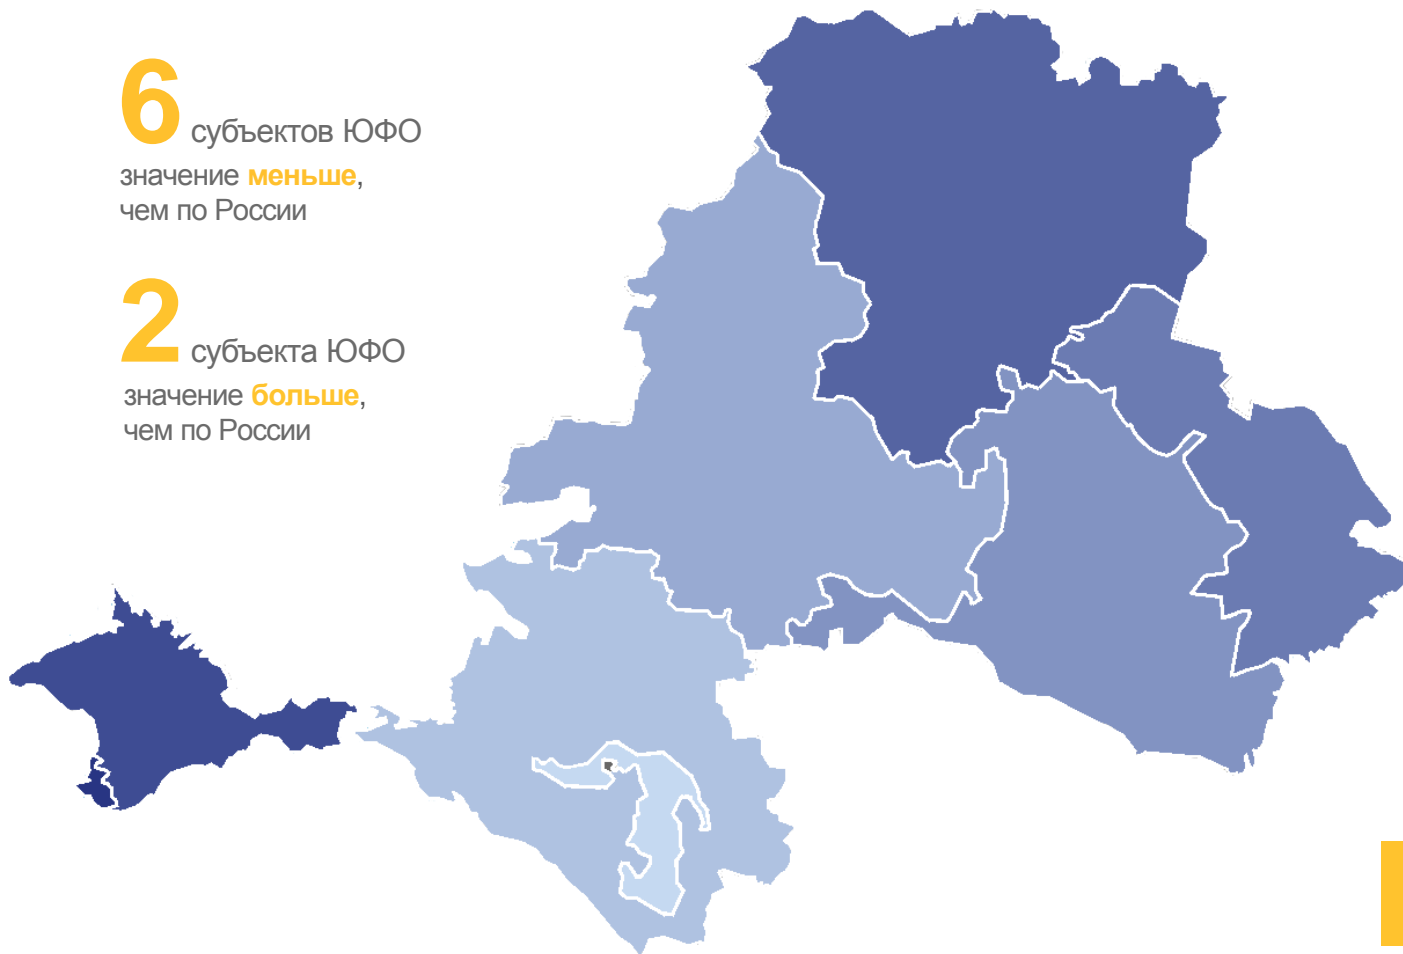 6 субъектов ЮФО
значение меньше,
чем по России
2 субъекта ЮФО
значение больше,
чем по России